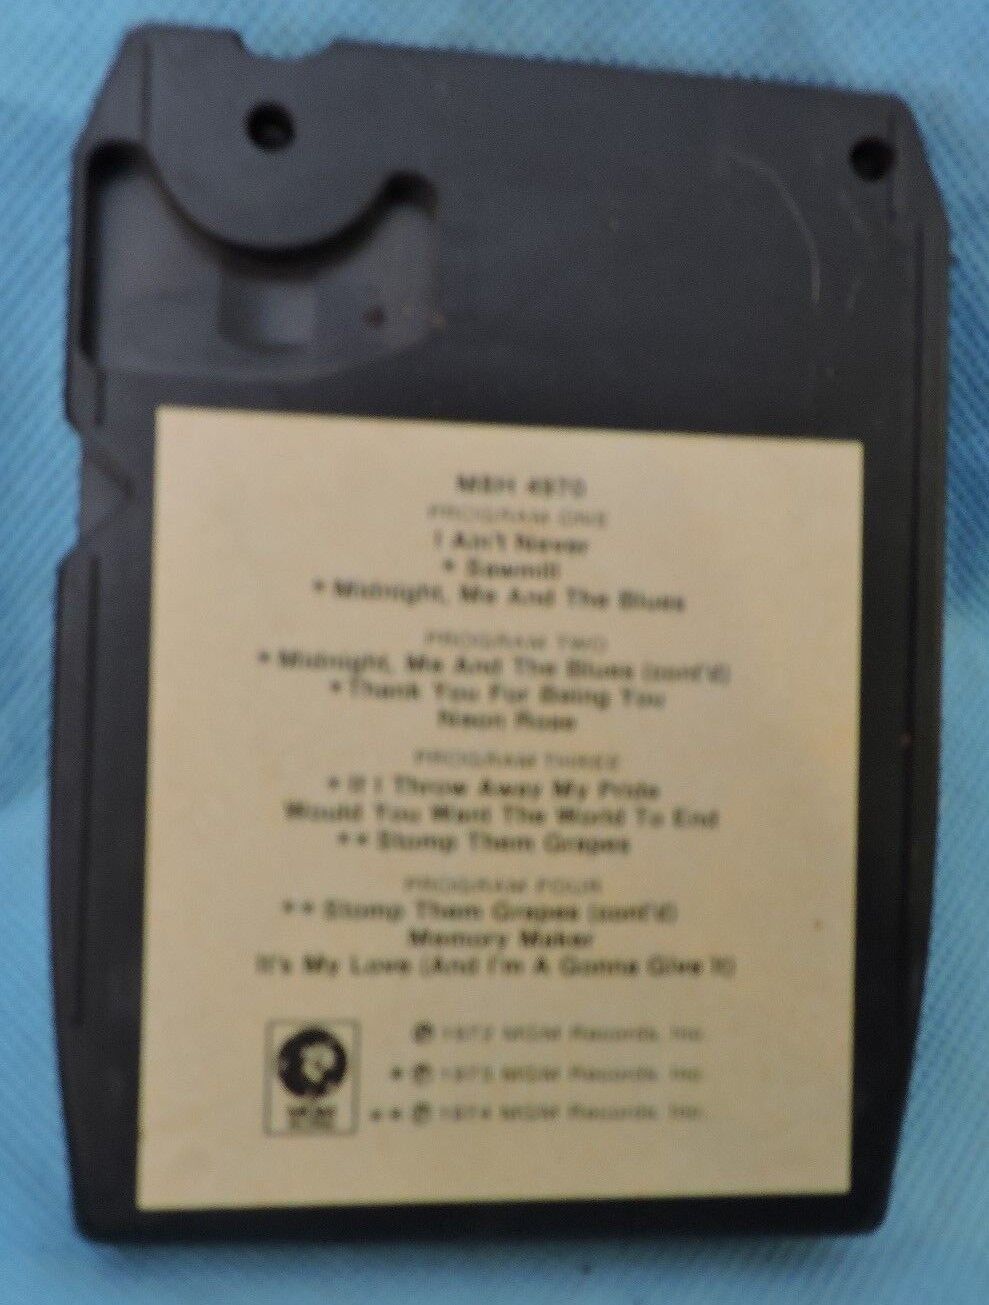 M8H 4970
PROGRAM ONE
I Ain't Never
* Sawmill
* Midnight, Me And The Blues
PROGRAM TWO
* Midnight, Me And The Blues (cont'd)
* Thank You For Being You
Neon Rose
PROGRAM THREE
* If I Throw Away My Pride
Would You Want The World To End
** Stomp Them Grapes
PROGRAM FOUR
** Stomp Them Grapes (cont'd)
Memory Maker
It's My Love (And I'm A Gonna Give It)
℗ 1972 MGM Records, Inc.
* ℗ 1973 MGM Records, Inc.
** ℗ 1974 MGM Records, Inc.